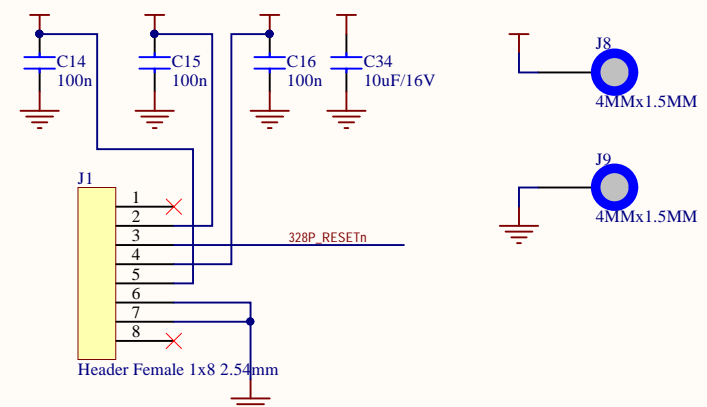 C14
100n
C15
100n
C16
100n
C34
10uF/16V
J8
4MMx1.5MM
J9
4MMx1.5MM
J1
1
2
3
328P_RESETn
4
5
6
7
8
Header Female 1x8 2.54mm